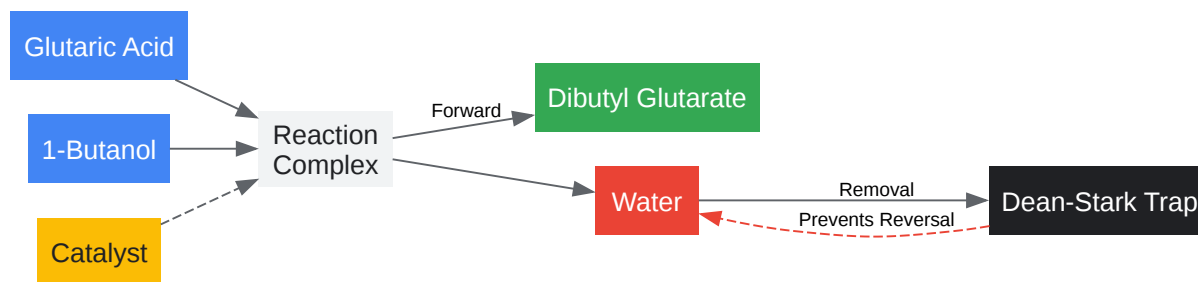 Glutaric Acid
1-Butanol
Catalyst
Reaction
Complex
Forward
Dibutyl Glutarate
Water
Removal
Prevents Reversal
Dean-Stark Trap